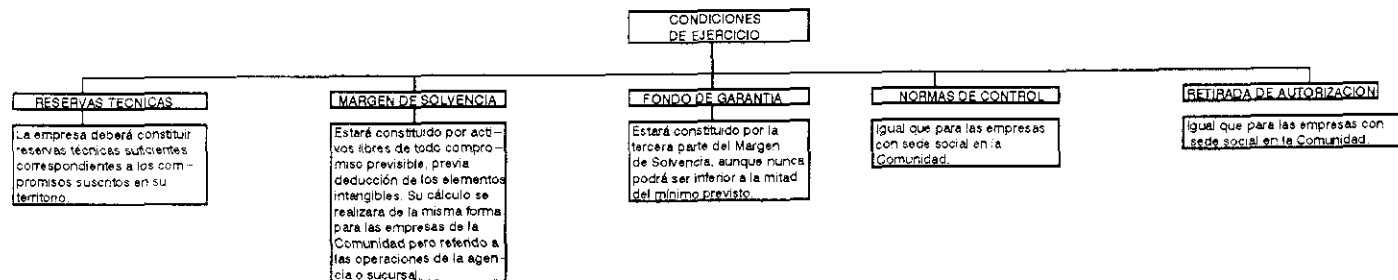 CONDICIONES
DE EJERCICIO
RESERVAS TECNICAS
La empresa deberá constituir
reservas técnicas suficientes
correspondientes a los com-
promisos suscritos en su
territorio.
MARGEN DE SOLVENCIA
Estará constituido por acti-
vos libres de todo compro-
miso previsible, previa
deducción de los elementos
intangibles. Su cálculo se
realizara de la misma forma
para las empresas de la
Comunidad pero referido a
las operaciones de la agen-
cia o sucursal.
FONDO DE GARANTIA
Estará constituido por la
tercera parte del Margen
de Solvencia, aunque nunca
podrá ser inferior a la mitad
del mínimo previsto.
NORMAS DE CONTROL
Igual que para las empresas
con sede social en la
Comunidad.
RETIRADA DE AUTORIZACION
Igual que para las empresas con
sede social en la Comunidad.